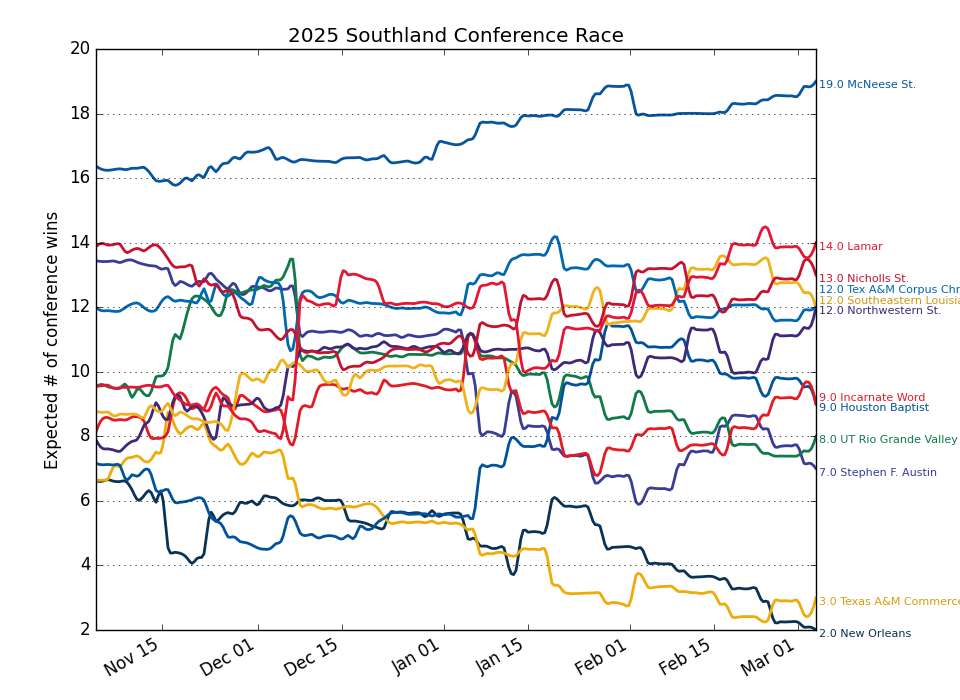 2025 Southland Conference Race
Expected # of conference wins
20
18
16
14
12
10
8
6
4
2
19.0 McNeese St.
14.0 Lamar
13.0 Nicholls St.
12.0 Tex A&M Corpus Chr
12.0 Southeastern Louisia
12.0 Northwestern St.
9.0 Incarnate Word
9.0 Houston Baptist
8.0 UT Rio Grande Valley
7.0 Stephen F. Austin
3.0 Texas A&M Commerce
2.0 New Orleans
Nov 15
Dec 01
Dec 15
Jan 01
Jan 15
Feb 01
Feb 15
Mar 01